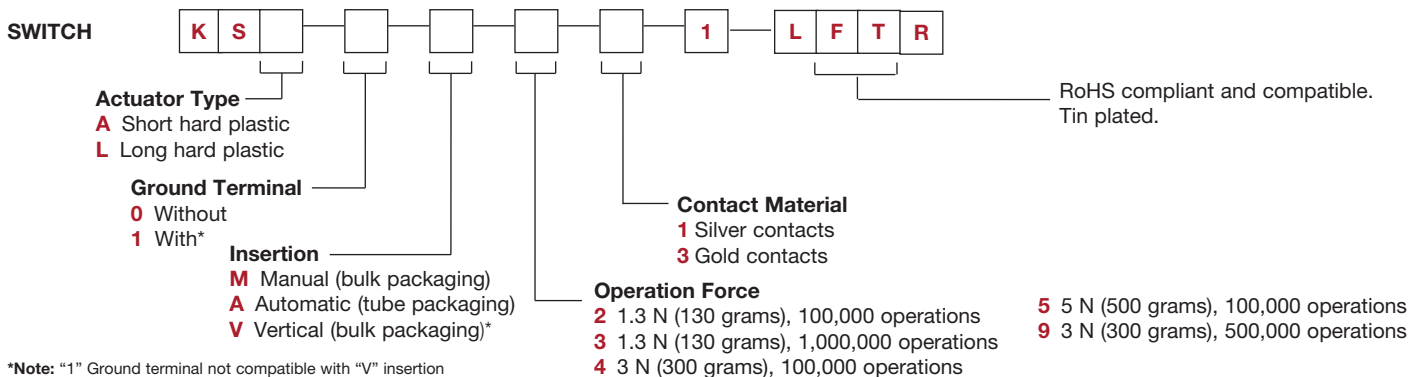 SWITCH K S 1 L F T R
RoHS compliant and compatible.
Tin plated.
Actuator Type
A Short hard plastic
L Long hard plastic
Ground Terminal
0 Without
1 With*
Insertion
M Manual (bulk packaging)
A Automatic (tube packaging)
V Vertical (bulk packaging)*
Contact Material
1 Silver contacts
3 Gold contacts
Operation Force
2 1.3 N (130 grams), 100,000 operations
3 1.3 N (130 grams), 1,000,000 operations
4 3 N (300 grams), 100,000 operations
5 5 N (500 grams), 100,000 operations
9 3 N (300 grams), 500,000 operations
*Note: "1" Ground terminal not compatible with "V" insertion